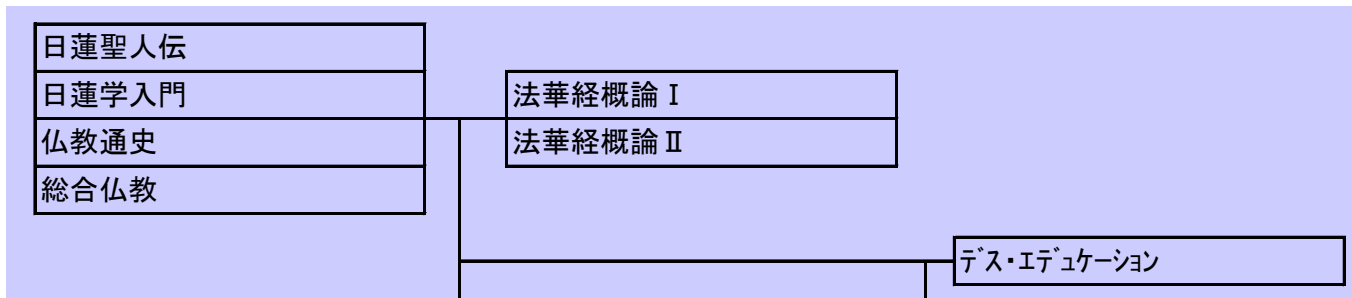 日蓮聖人伝
日蓮学入門
法華経概論Ⅰ
仏教通史
法華経概論Ⅱ
総合仏教
ﾃﾞｽ・ｴﾃﾞｭｹｰｼｮﾝ